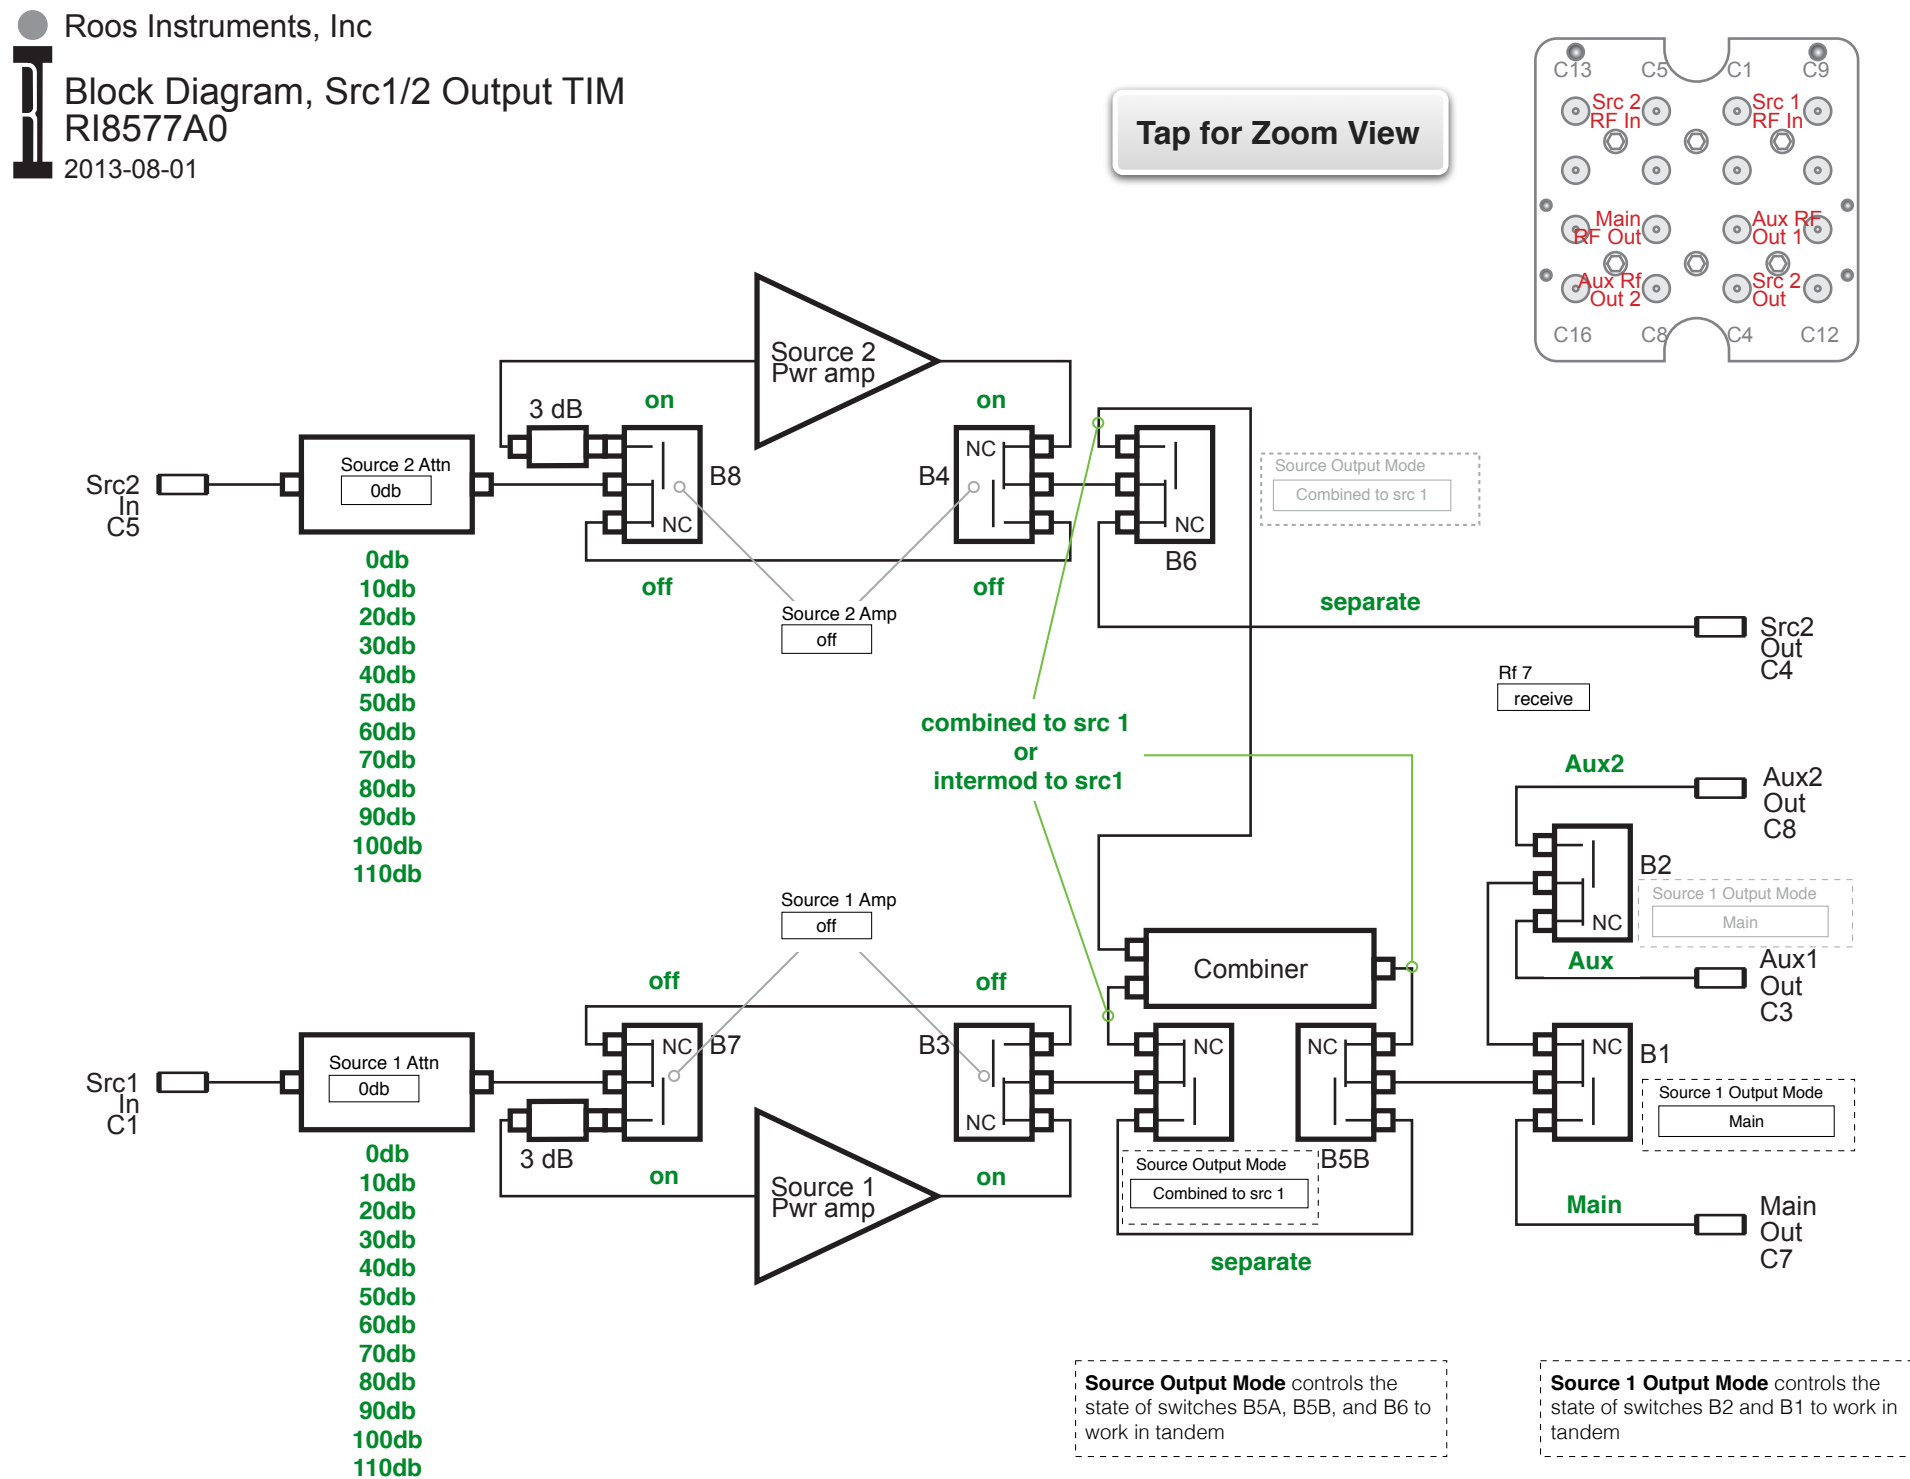 Roos Instruments, Inc
Block Diagram, Src1/2 Output TIM
RI8577A0
2013-08-01
Tap for Zoom View
C13
C5
C1
C9
Src 2
RF In
Src 1
RF In
Main
RF Out
Aux RF
Out 1
Aux Rf
Out 2
Src 2
Out
C16
C8
C4
C12
Source 2
Pwr amp
3 dB
on
on
Src2
In
C5
Source 2 Attn
0db
B8
NC
NC
B4
NC
B6
Source Output Mode
Combined to src 1
0db
10db
20db
30db
40db
50db
60db
70db
80db
90db
100db
110db
off
off
Source 2 Amp
off
separate
Src2
Out
C4
Rf 7
receive
combined to src 1
or
intermod to src1
Aux2
Aux2
Out
C8
B2
NC
Source 1 Output Mode
Main
Aux
Aux1
Out
C3
Source 1 Amp
off
Combiner
off
off
Src1
In
C1
Source 1 Attn
0db
NC
B7
B3
NC
NC
NC
B5B
NC
B1
Source 1 Output Mode
Main
3 dB
on
on
Source 1
Pwr amp
Source Output Mode
Combined to src 1
separate
Main
Main
Out
C7
0db
10db
20db
30db
40db
50db
60db
70db
80db
90db
100db
110db
Source Output Mode controls the
state of switches B5A, B5B, and B6 to
work in tandem
Source 1 Output Mode controls the
state of switches B2 and B1 to work in
tandem